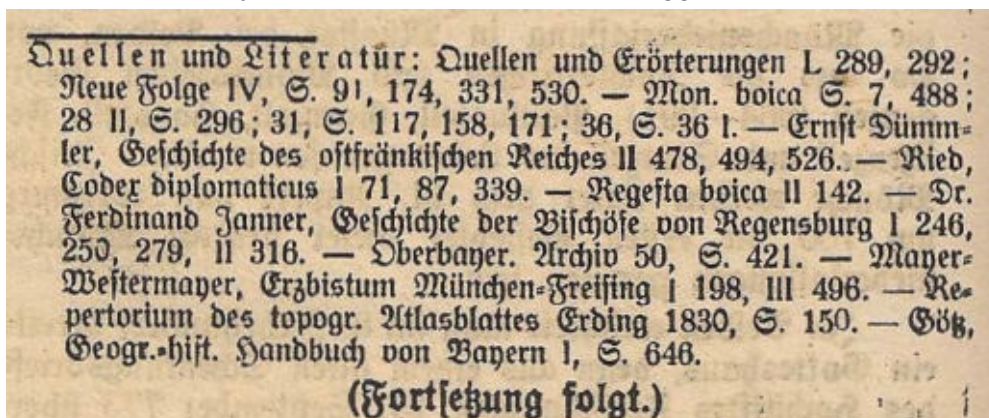 Quellen und Literatur: Quellen und Erörterungen I. 289, 292;
Neue Folge IV, S. 91, 174, 331, 530. — Mon. boica S. 7, 488;
28 II, S. 296; 31, S. 117, 158, 171; 36, S. 36 I. — Ernst Dümm-
ler, Geschichte des ostfränkischen Reiches II 478, 494, 526. — Ried,
Codex diplomaticus I 71, 87, 339. — Regesta boica II 142. — Dr.
Ferdinand Janner, Geschichte der Bischöfe von Regensburg I 246,
250, 279, II 316. — Oberbayer. Archiv 50, S. 421. — Mayer-
Westermayer, Erzbistum München-Freising I 198, III 496. — Re-
pertorium des topogr. Atlasblattes Erding 1830, S. 150. — Götz,
Geogr.-hist. Handbuch von Bayern I, S. 646.
(Fortsetzung folgt.)